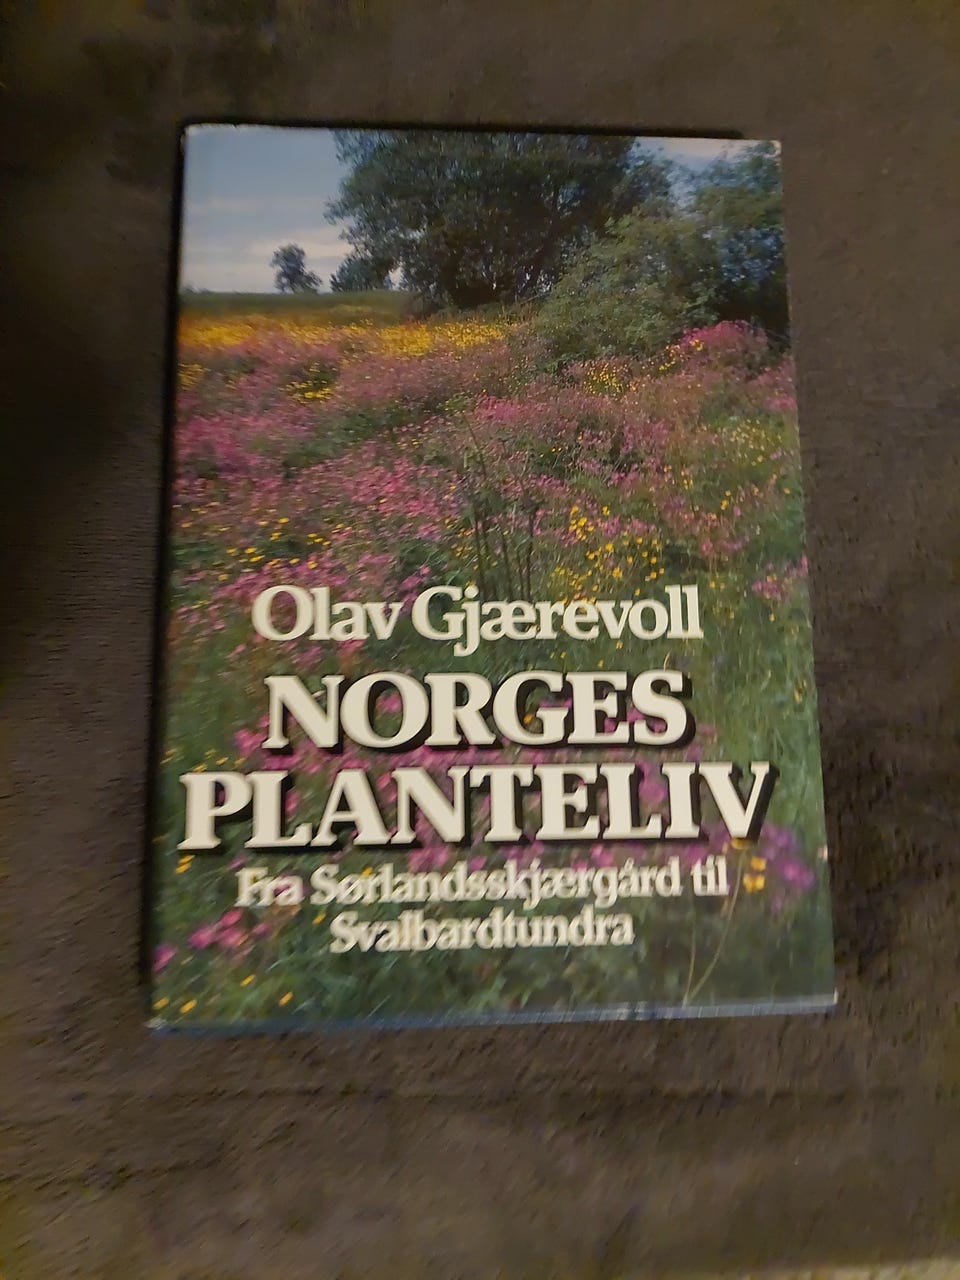 Olav Gjærevoll
NORGES
PLANTELIV
Fra Sørlandsskjærgård til
Svalbardtundra